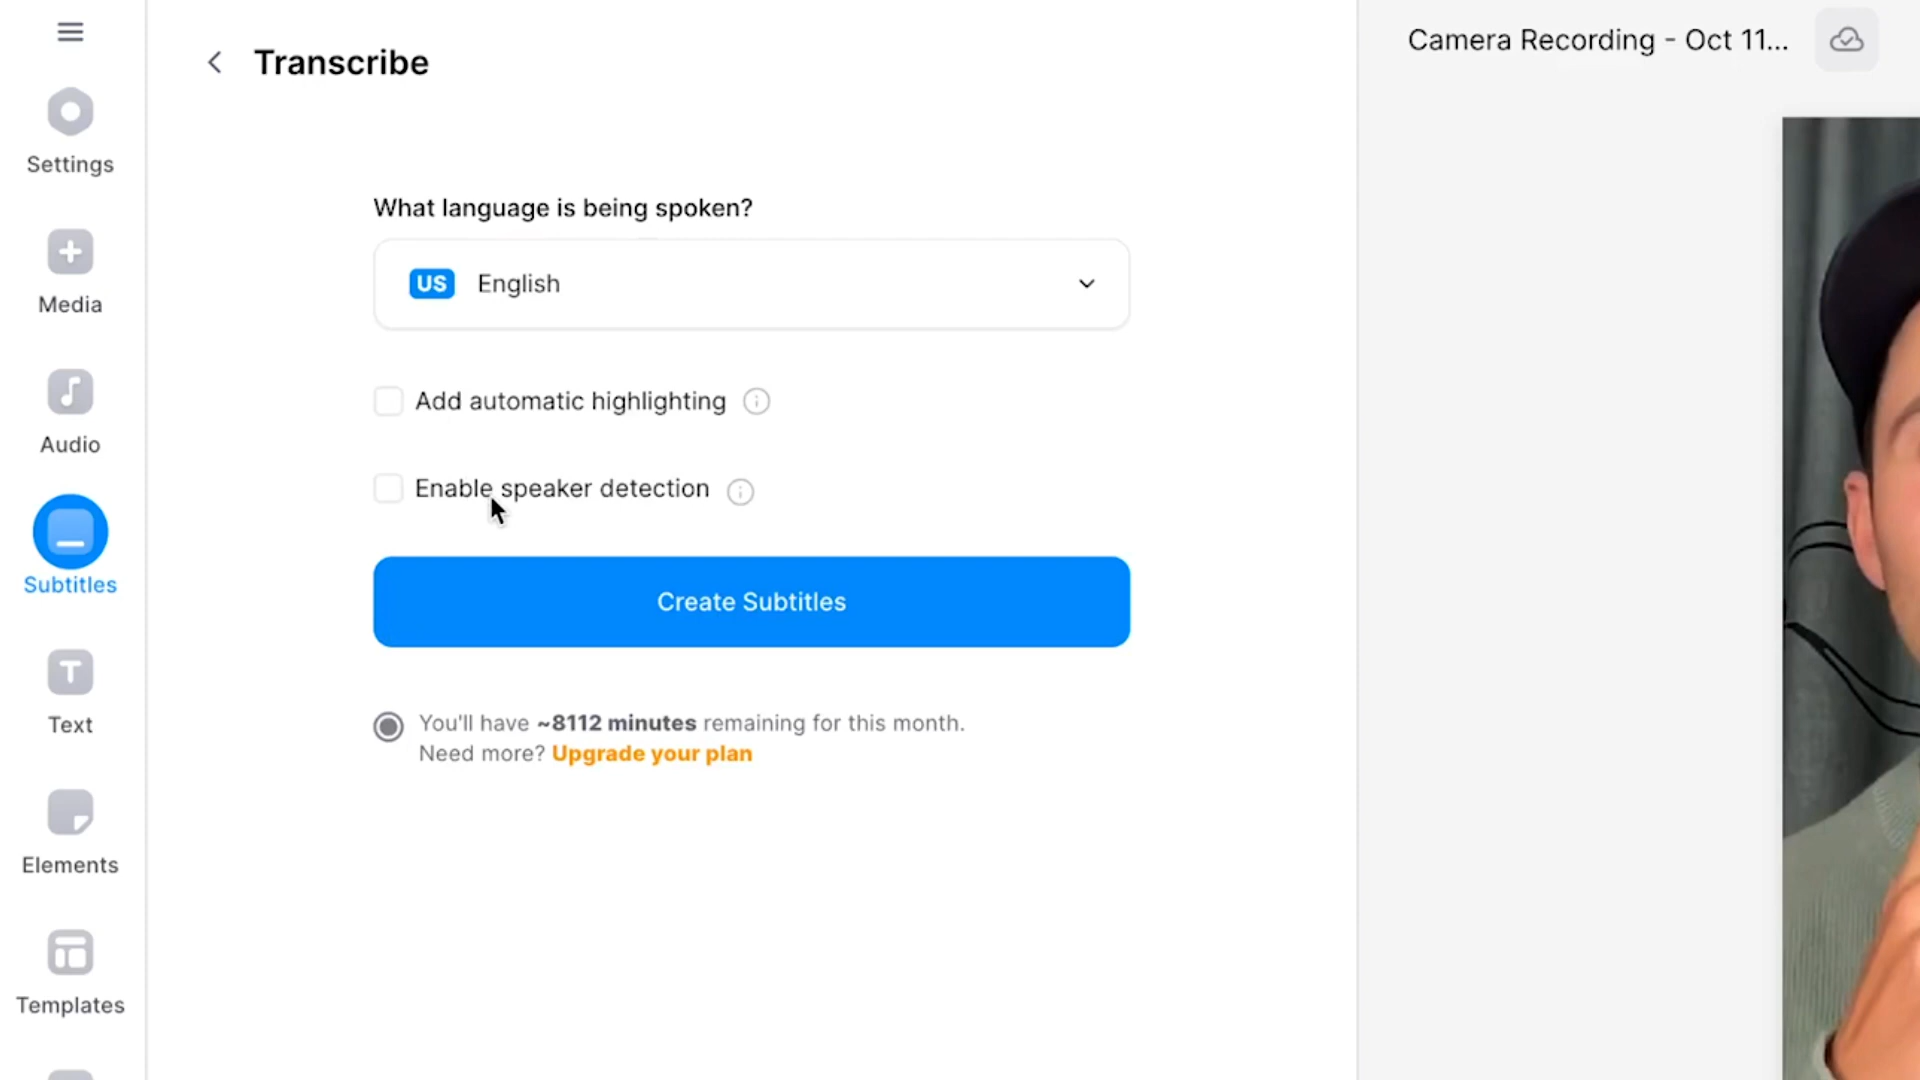 Transcribe
Camera Recording - Oct 11...
Settings
Media
Audio
Subtitles
Text
Elements
Templates
What language is being spoken?
US English
Add automatic highlighting
Enable speaker detection
Create Subtitles
You'll have ~8112 minutes remaining for this month.
Need more? Upgrade your plan